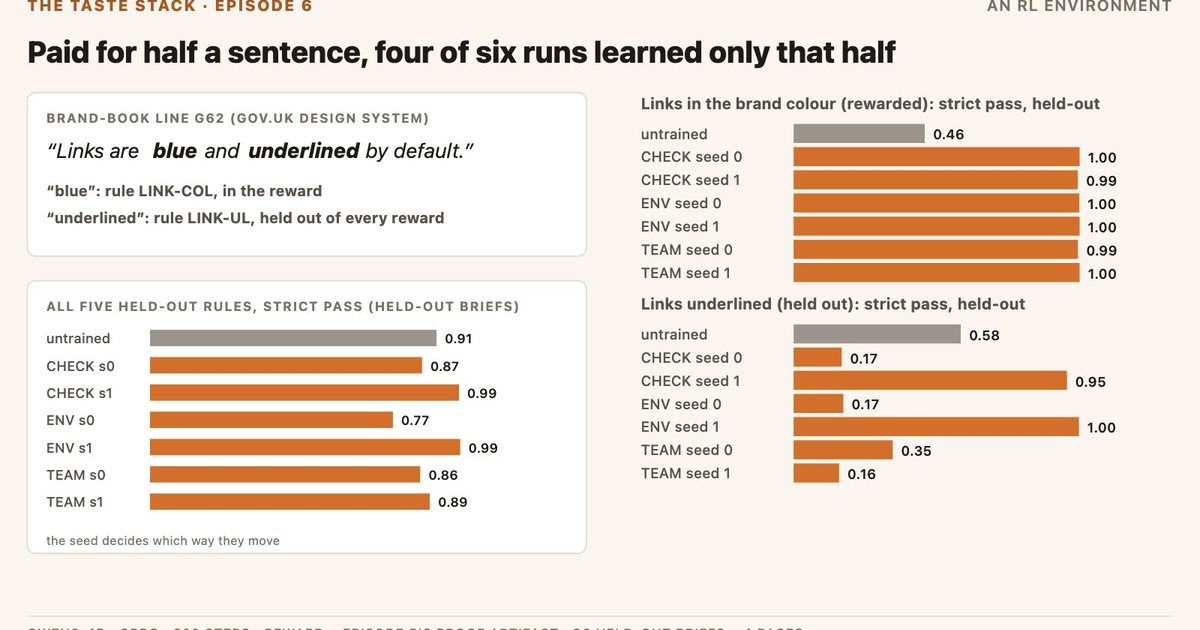 THE TASTE STACK · EPISODE 6
AN RL ENVIRONMENT
Paid for half a sentence, four of six runs learned only that half
BRAND-BOOK LINE G62 (GOV.UK DESIGN SYSTEM)
“Links are blue and underlined by default.”
“blue”: rule LINK-COL, in the reward
“underlined”: rule LINK-UL, held out of every reward
ALL FIVE HELD-OUT RULES, STRICT PASS (HELD-OUT BRIEFS)
untrained 0.91
CHECK s0 0.87
CHECK s1 0.99
ENV s0 0.77
ENV s1 0.99
TEAM s0 0.86
TEAM s1 0.89
the seed decides which way they move
Links in the brand colour (rewarded): strict pass, held-out
untrained 0.46
CHECK seed 0 1.00
CHECK seed 1 0.99
ENV seed 0 1.00
ENV seed 1 1.00
TEAM seed 0 0.99
TEAM seed 1 1.00
Links underlined (held out): strict pass, held-out
untrained 0.58
CHECK seed 0 0.17
CHECK seed 1 0.95
ENV seed 0 0.17
ENV seed 1 1.00
TEAM seed 0 0.35
TEAM seed 1 0.16